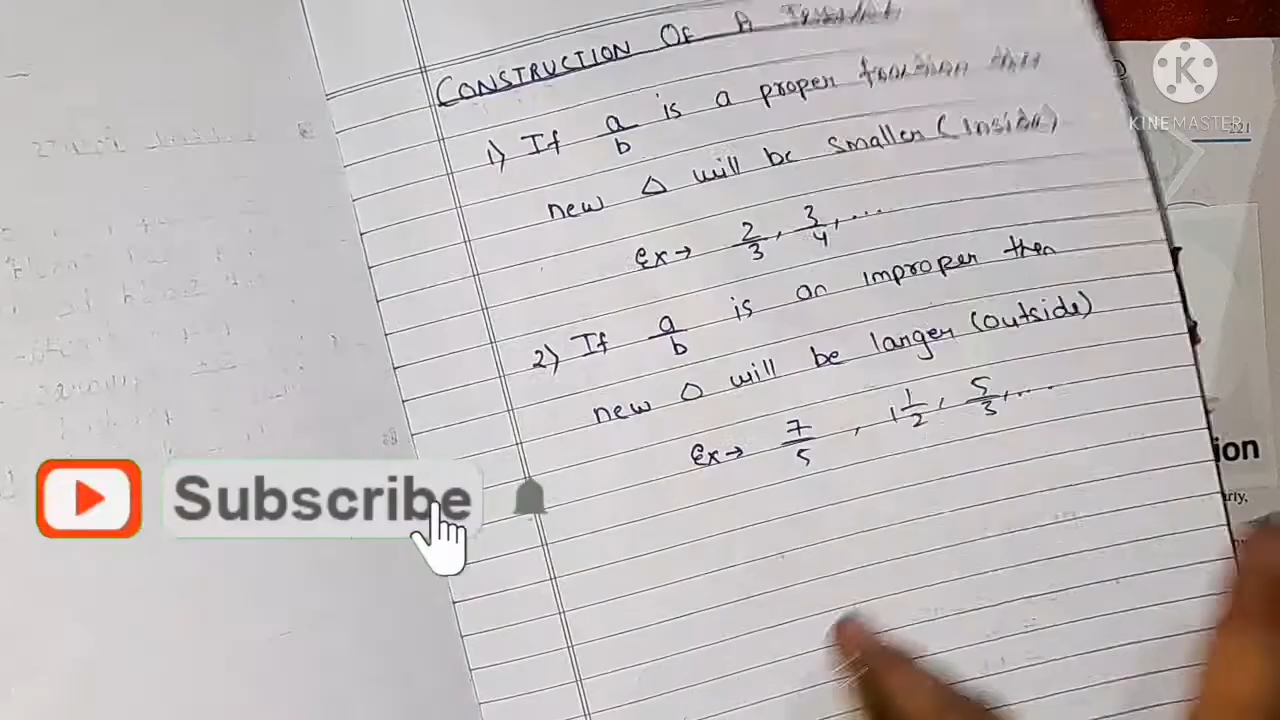 CONSTRUCTION OF A
1) If a/b is a proper fraction then
new △ will be smaller (inside)
Ex→ 2/3, 3/4, ...
2) If a/b is an improper then
new △ will be larger (outside)
Ex→ 7/5, 1 1/2, 5/3, ...
Subscribe
KINEMASTER
221
ion